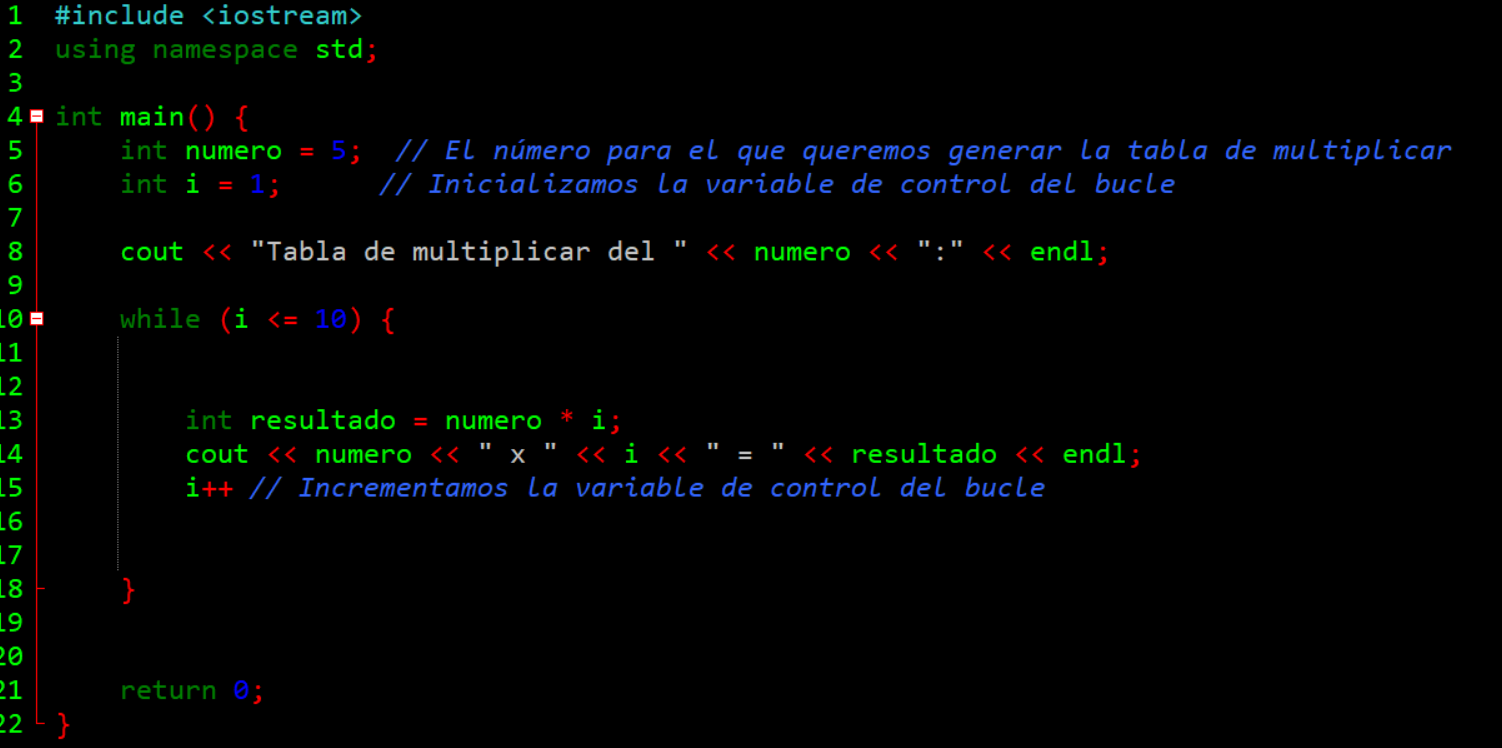 1 #include <iostream>
2 using namespace std;
3
4 int main() {
5 int numero = 5; // El número para el que queremos generar la tabla de multiplicar
6 int i = 1; // Inicializamos la variable de control del bucle
7
8 cout << "Tabla de multiplicar del " << numero << ":" << endl;
9
10 while (i <= 10) {
11
12
13 int resultado = numero * i;
14 cout << numero << " x " << i << " = " << resultado << endl;
15 i++ // Incrementamos la variable de control del bucle
16
17
18 }
19
20
21 return 0;
22 }